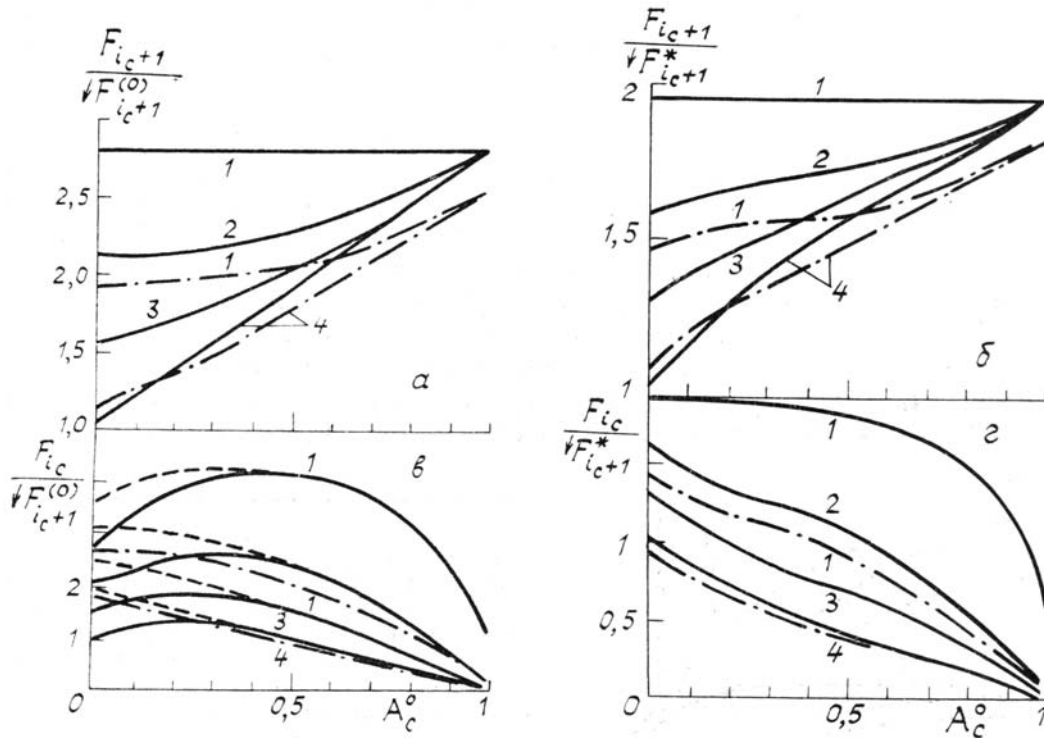 F_{i_c+1}
↓F^{(0)}_{i_c+1}
2,5
2,0
1,5
1,0
1
2
1
3
4
а
F_{i_c+1}
↓F^*_{i_c+1}
2
1,5
1
1
2
1
3
4
б
F_{i_c}
↓F^{(0)}_{i_c+1}
2
1
0
0,5
A°_c
1
1
1
3
4
в
F_{i_c}
↓F^*_{i_c+1}
1
0,5
0
0,5
A°_c
1
1
2
1
3
4
г